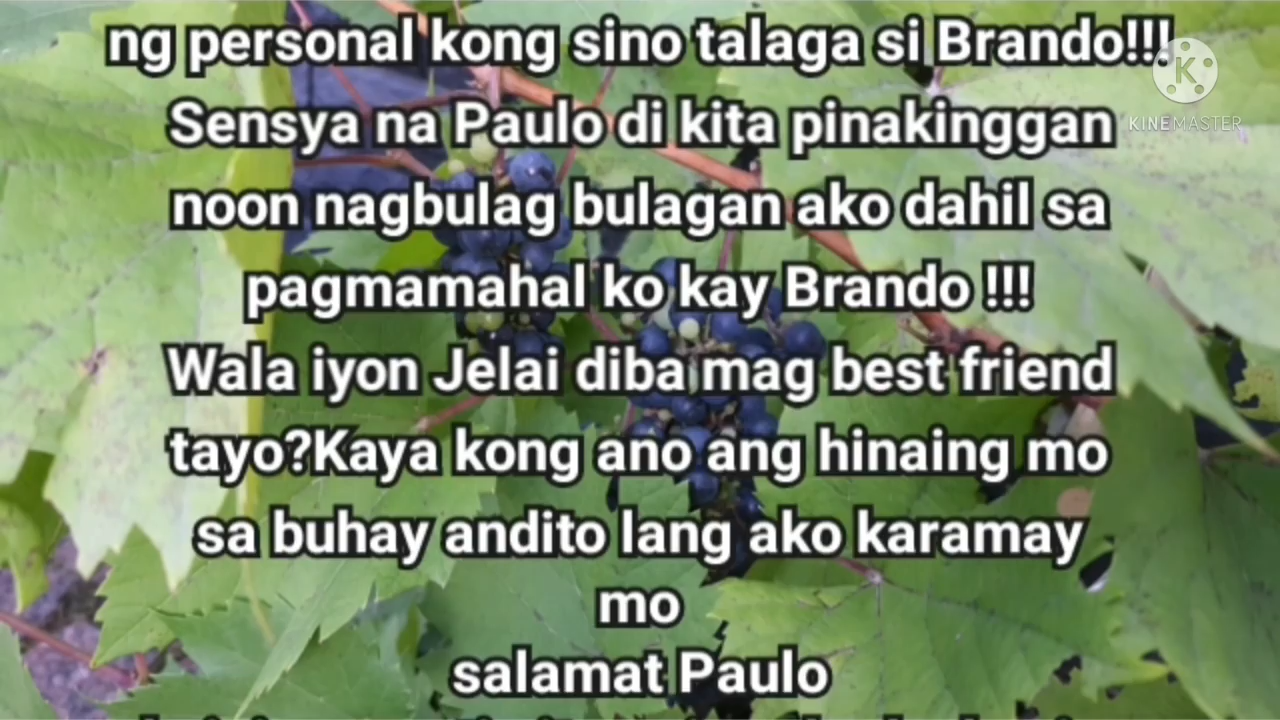 ng personal kong sino talaga si Brando!!!
Sensya na Paulo di kita pinakinggan
noon nagbulag bulagan ako dahil sa
pagmamahal ko kay Brando !!!
Wala iyon Jelai diba mag best friend
tayo?Kaya kong ano ang hinaing mo
sa buhay andito lang ako karamay
mo
salamat Paulo
K
KINEMASTER